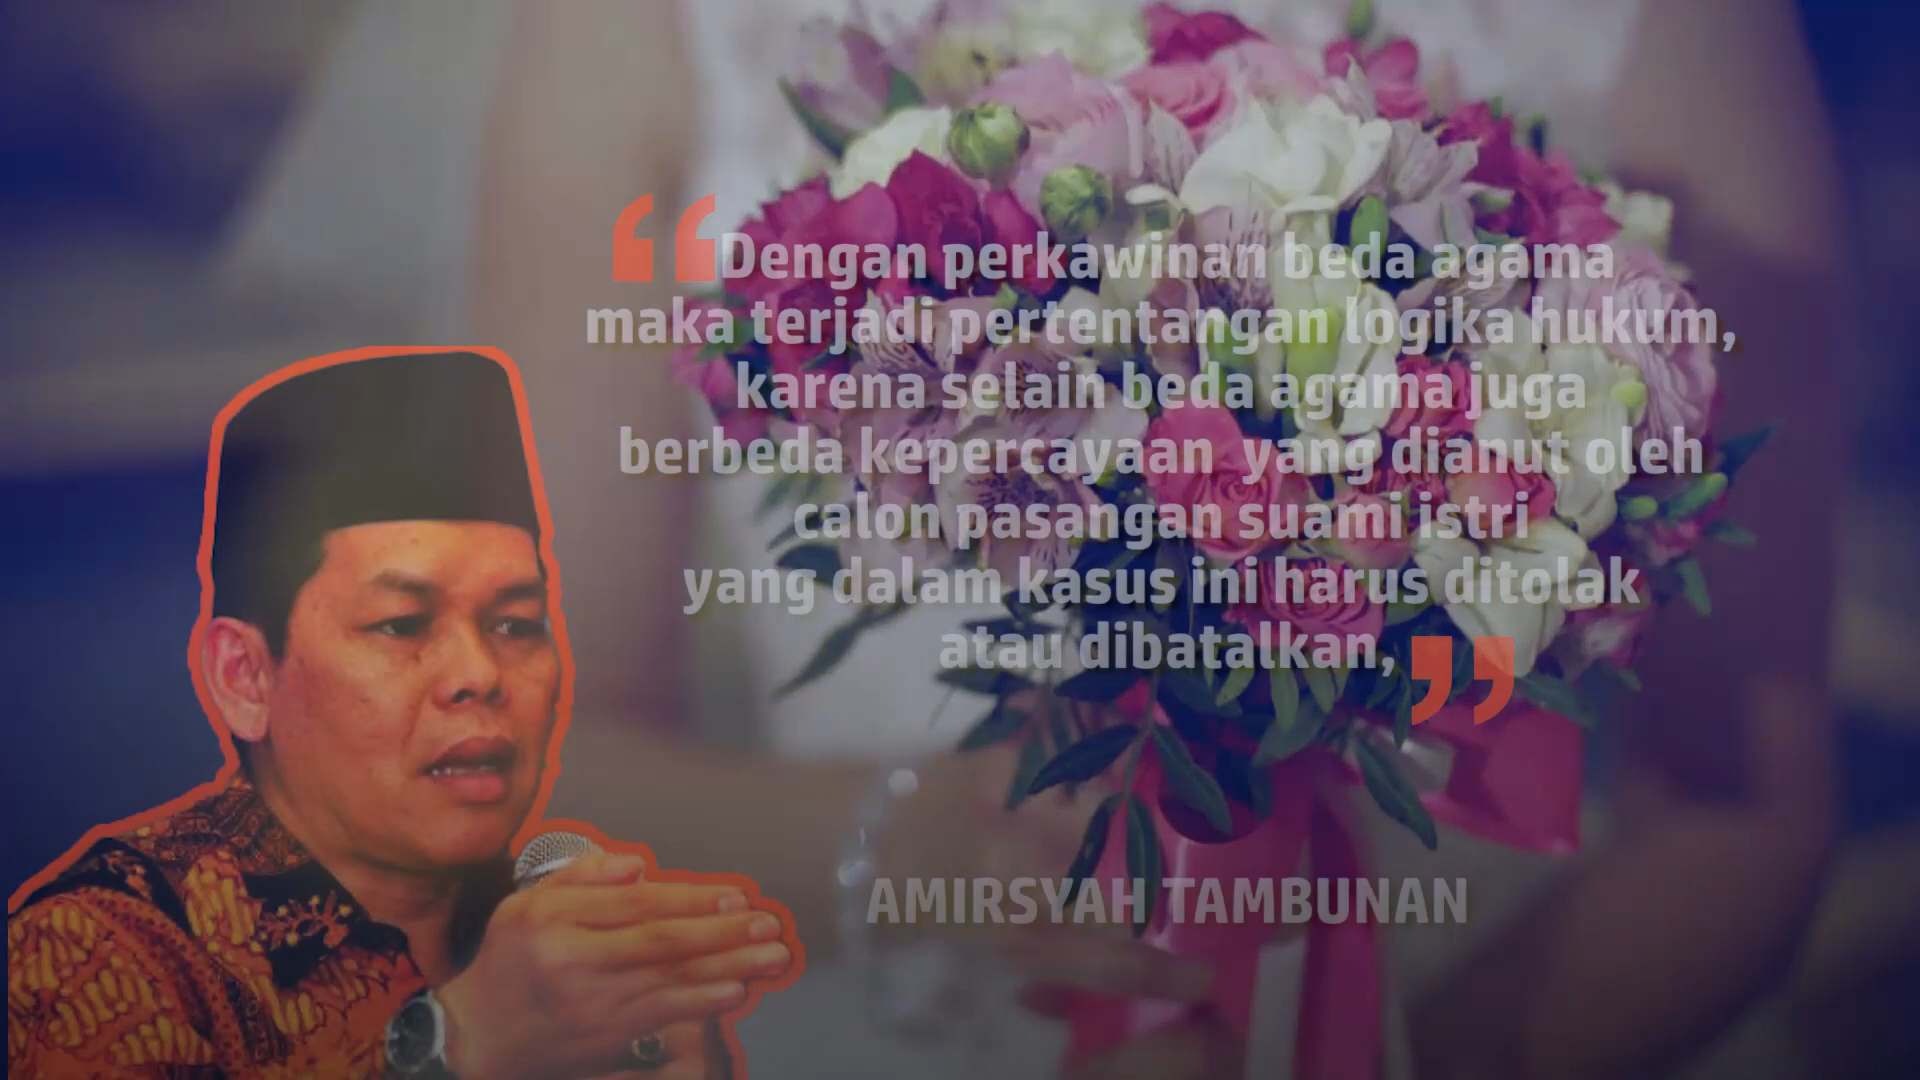 “Dengan perkawinan beda agama
maka terjadi pertentangan logika hukum,
karena selain beda agama juga
berbeda kepercayaan yang dianut oleh
calon pasangan suami istri
yang dalam kasus ini harus ditolak
atau dibatalkan,”
AMIRSYAH TAMBUNAN